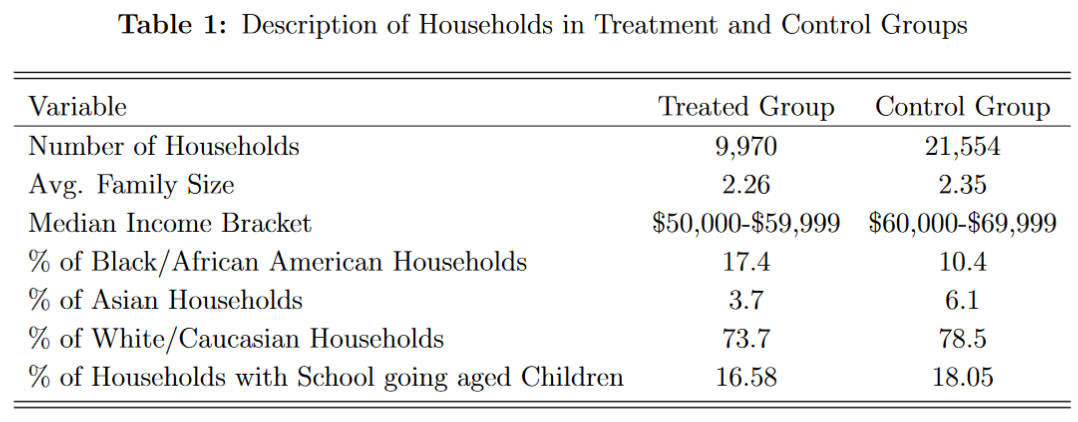 Table 1: Description of Households in Treatment and Control Groups
Variable Treated Group Control Group
Number of Households 9,970 21,554
Avg. Family Size 2.26 2.35
Median Income Bracket $50,000-$59,999 $60,000-$69,999
% of Black/African American Households 17.4 10.4
% of Asian Households 3.7 6.1
% of White/Caucasian Households 73.7 78.5
% of Households with School going aged Children 16.58 18.05